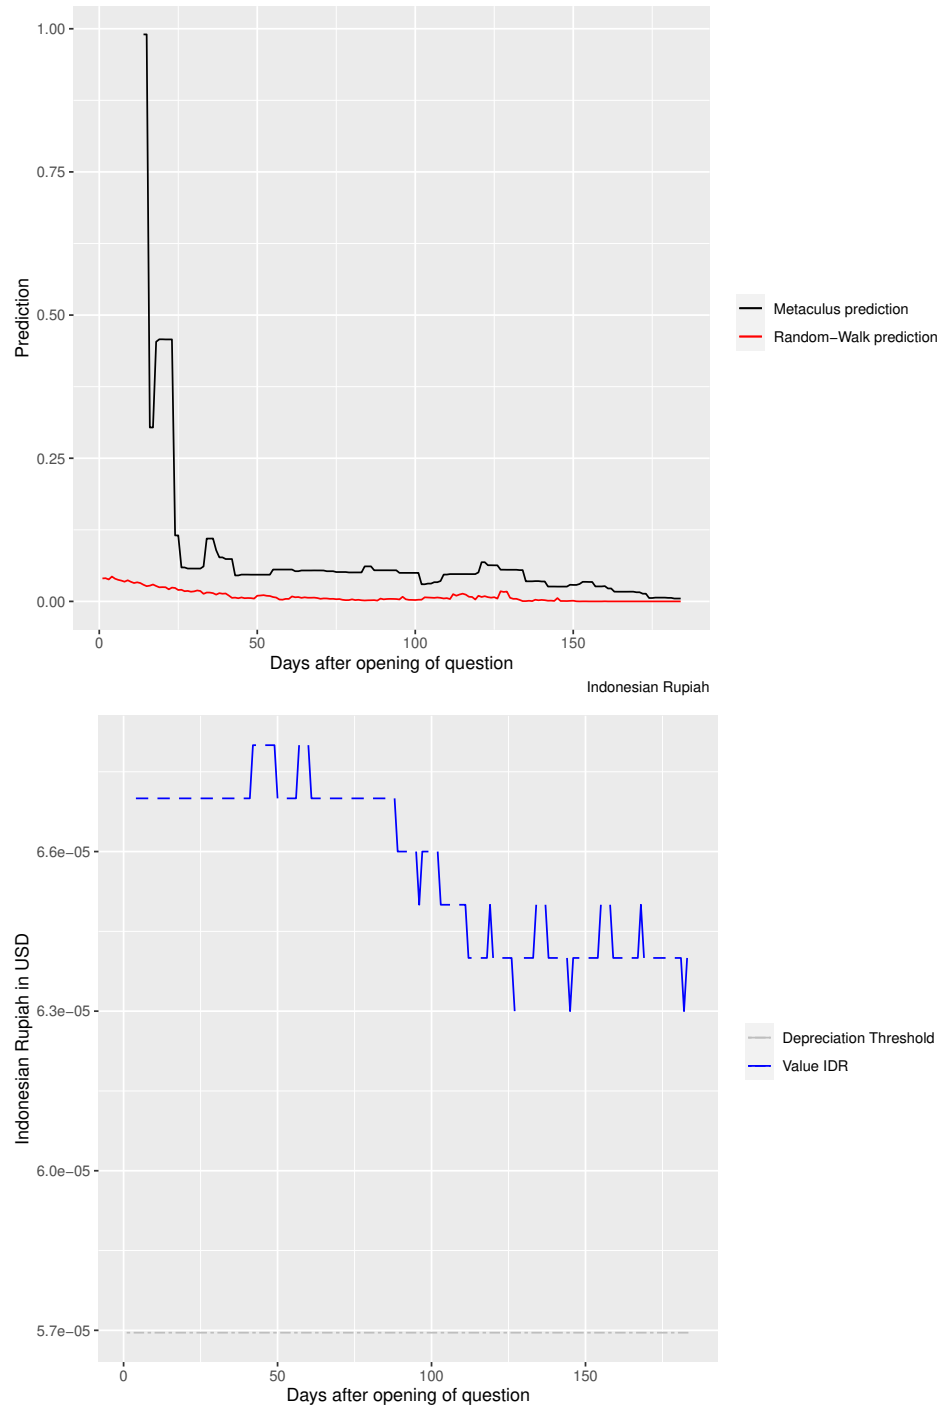 1.00
0.75
0.50
0.25
0.00
Prediction
0 50 100 150
Days after opening of question
Metaculus prediction
Random−Walk prediction
Indonesian Rupiah
6.6e−05
6.3e−05
6.0e−05
5.7e−05
Indonesian Rupiah in USD
0 50 100 150
Days after opening of question
Depreciation Threshold
Value IDR